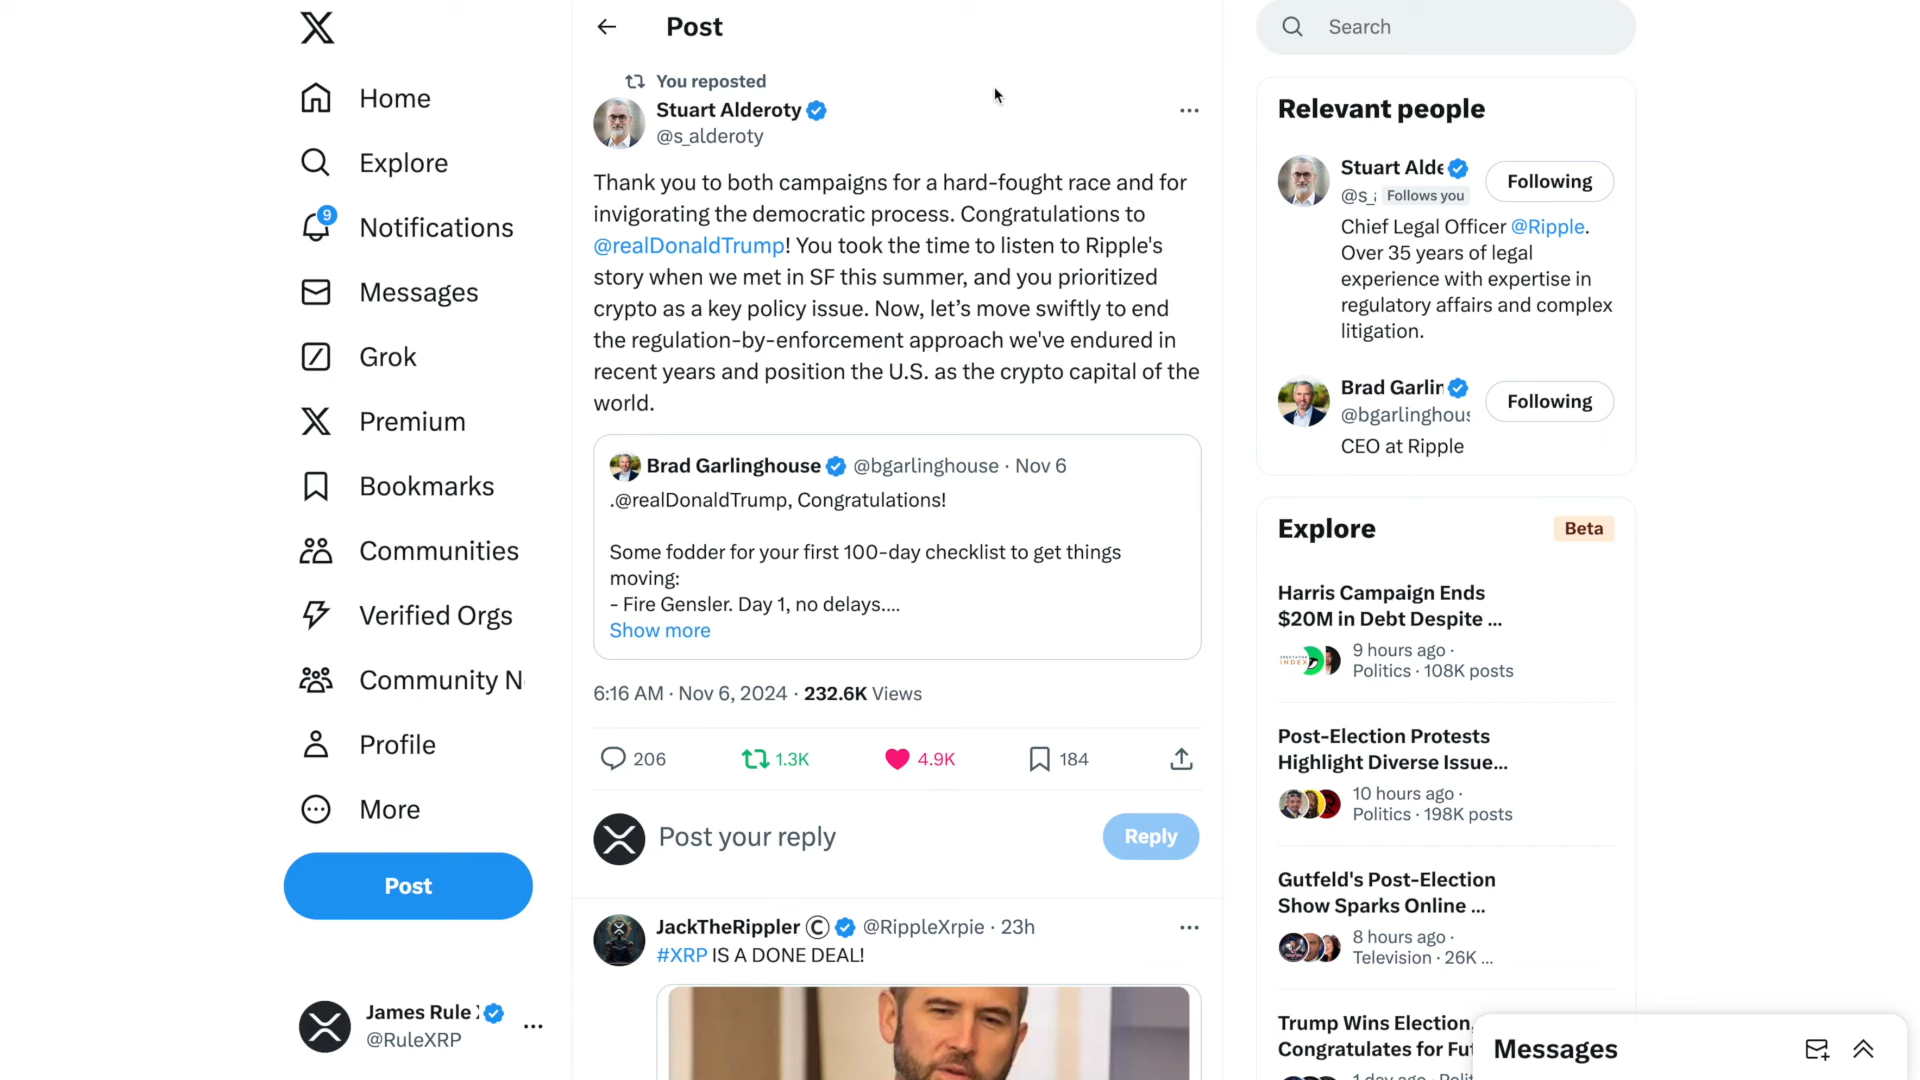 Home
Explore
9
Notifications
Messages
Grok
Premium
Bookmarks
Communities
Verified Orgs
Community N
Profile
More
Post
James Rule
@RuleXRP
Post
You reposted
Stuart Alderoty
@s_alderoty
Thank you to both campaigns for a hard-fought race and for
invigorating the democratic process. Congratulations to
@realDonaldTrump! You took the time to listen to Ripple's
story when we met in SF this summer, and you prioritized
crypto as a key policy issue. Now, let’s move swiftly to end
the regulation-by-enforcement approach we've endured in
recent years and position the U.S. as the crypto capital of the
world.
Brad Garlinghouse @bgarlinghouse · Nov 6
.@realDonaldTrump, Congratulations!
Some fodder for your first 100-day checklist to get things
moving:
- Fire Gensler. Day 1, no delays....
Show more
6:16 AM · Nov 6, 2024 · 232.6K Views
206 1.3K 4.9K 184
Post your reply
Reply
JackTheRippler © @RippleXrpie · 23h
#XRP IS A DONE DEAL!
Search
Relevant people
Stuart Alde
Following
@s_ Follows you
Chief Legal Officer @Ripple.
Over 35 years of legal
experience with expertise in
regulatory affairs and complex
litigation.
Brad Garlin
Following
@bgarlinghous
CEO at Ripple
Explore
Beta
Harris Campaign Ends
$20M in Debt Despite ...
9 hours ago ·
Politics · 108K posts
Post-Election Protests
Highlight Diverse Issue...
10 hours ago ·
Politics · 198K posts
Gutfeld's Post-Election
Show Sparks Online ...
8 hours ago ·
Television · 26K ...
Trump Wins Election,
Congratulates for Fu
1 day ago
Messages